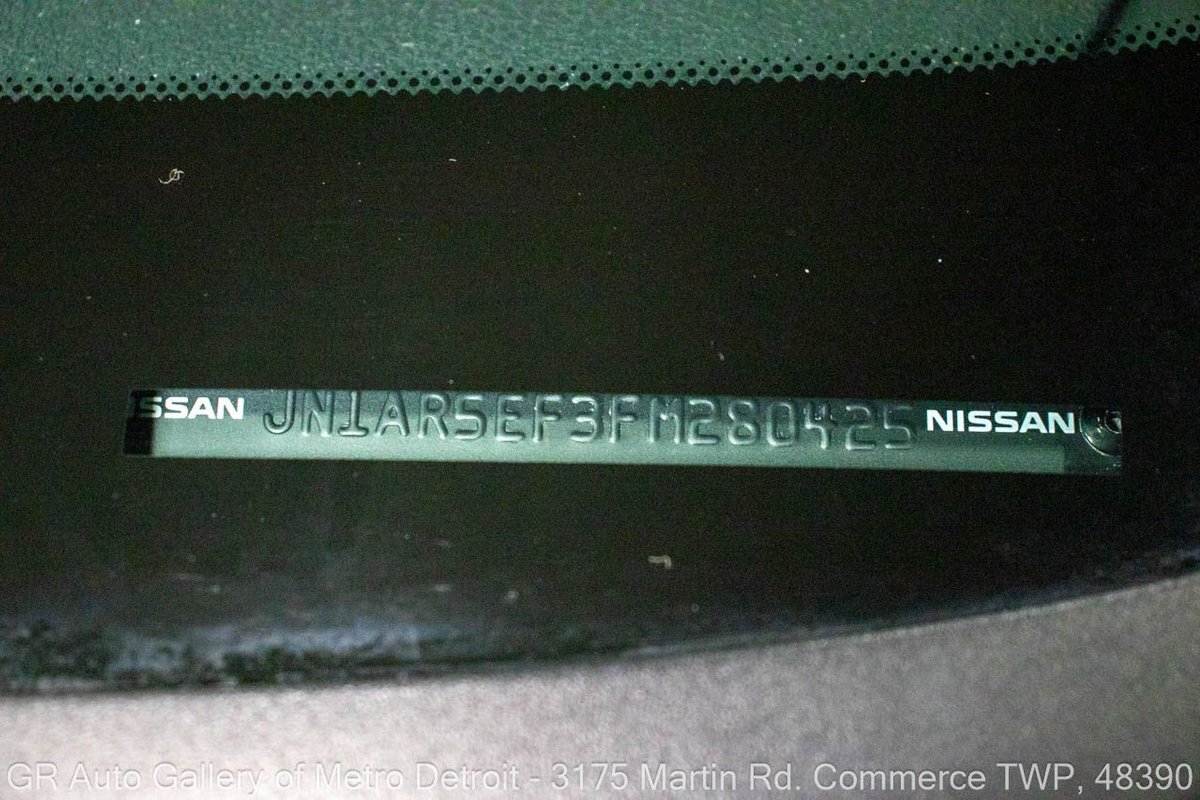 SSAN JN1AR5EF3FM280425 NISSAN
GR Auto Gallery of Metro Detroit - 3175 Martin Rd. Commerce TWP, 48390